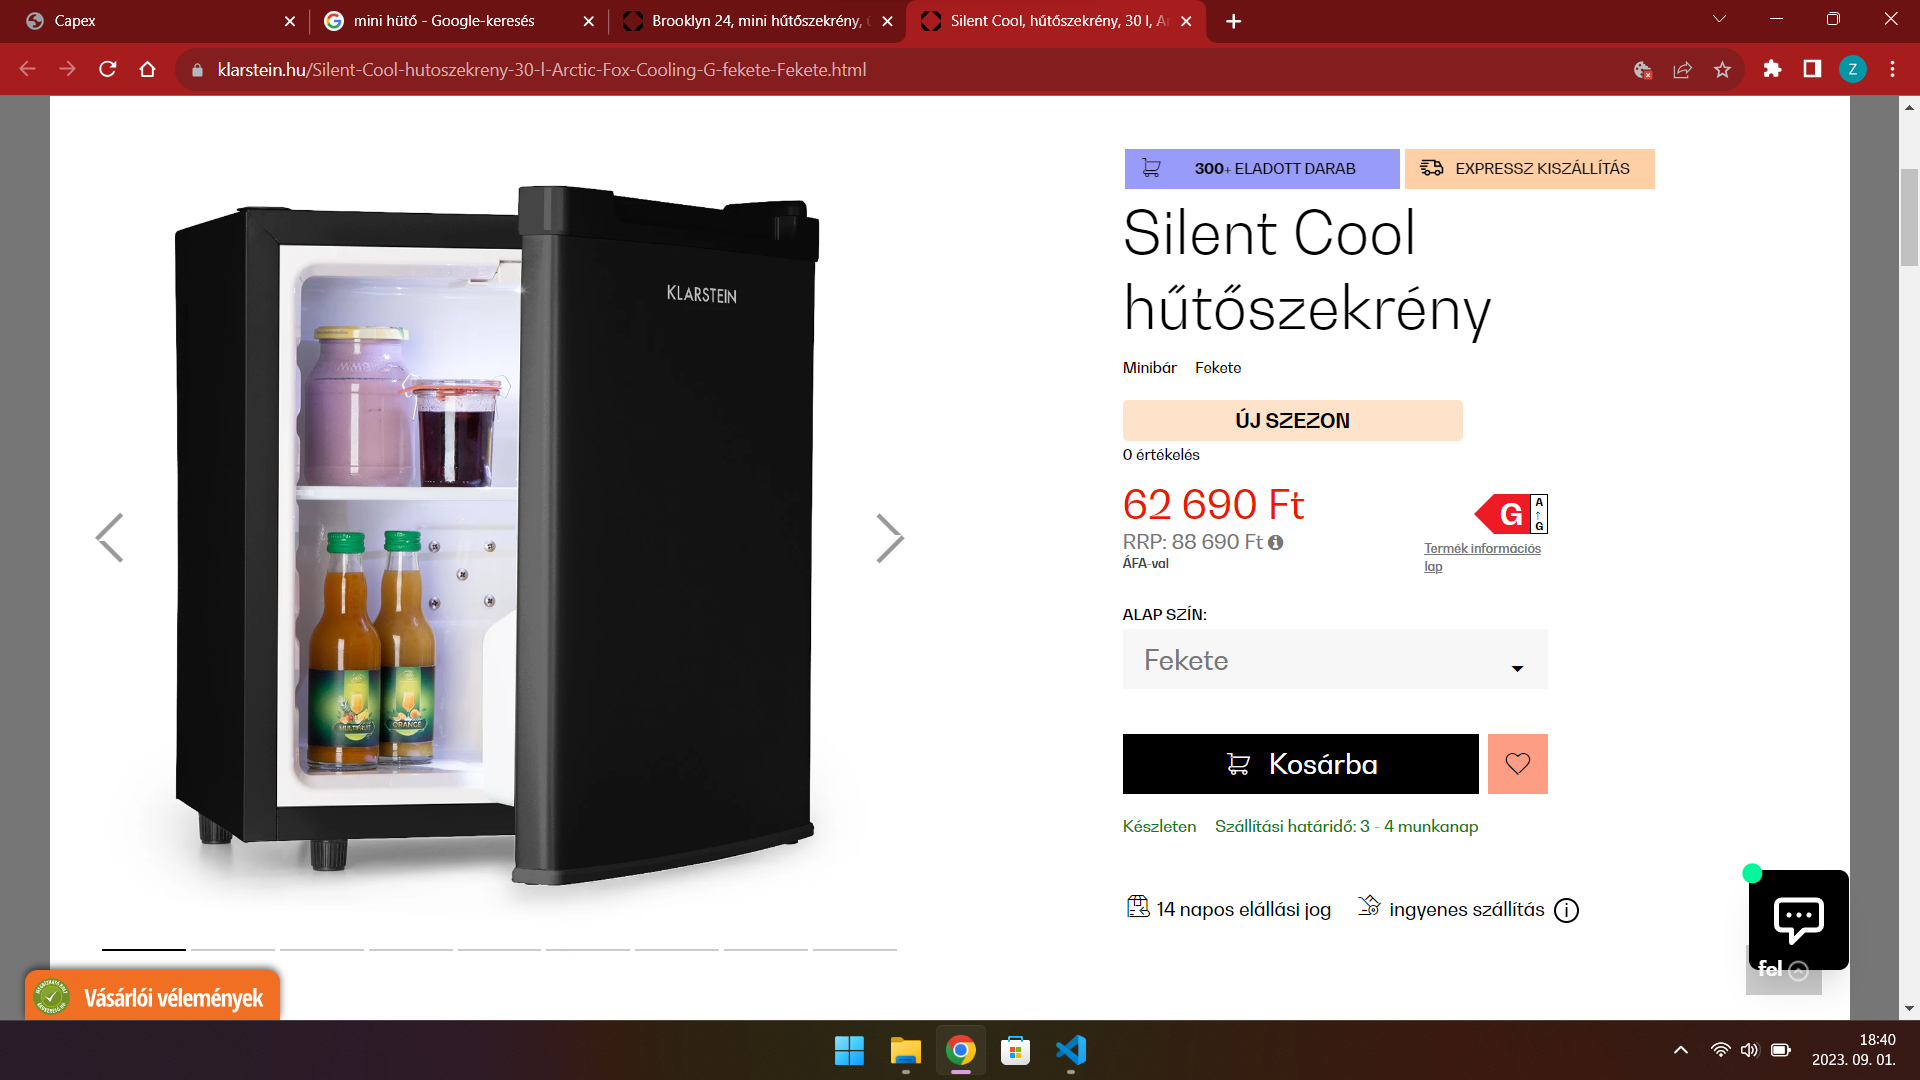 Capex
mini hütő - Google-keresés
Brooklyn 24, mini hűtőszekrény,
Silent Cool, hűtőszekrény, 30 l,
klarstein.hu/Silent-Cool-hutoszekreny-30-l-Arctic-Fox-Cooling-G-fekete-Fekete.html
Z
300+ ELADOTT DARAB
EXPRESSZ KISZÁLLÍTÁS
Silent Cool
hűtőszekrény
Minibár Fekete
ÚJ SZEZON
0 értékelés
62 690 Ft
RRP: 88 690 Ft
ÁFA-val
G
A
↑
G
Termék információs
lap
ALAP SZÍN:
Fekete
Kosárba
Készleten Szállítási határidő: 3 - 4 munkanap
14 napos elállási jog
ingyenes szállítás
KLARSTEIN
MULTIFRUIT
ORANGE
fel
Vásárlói vélemények
18:40
2023. 09. 01.